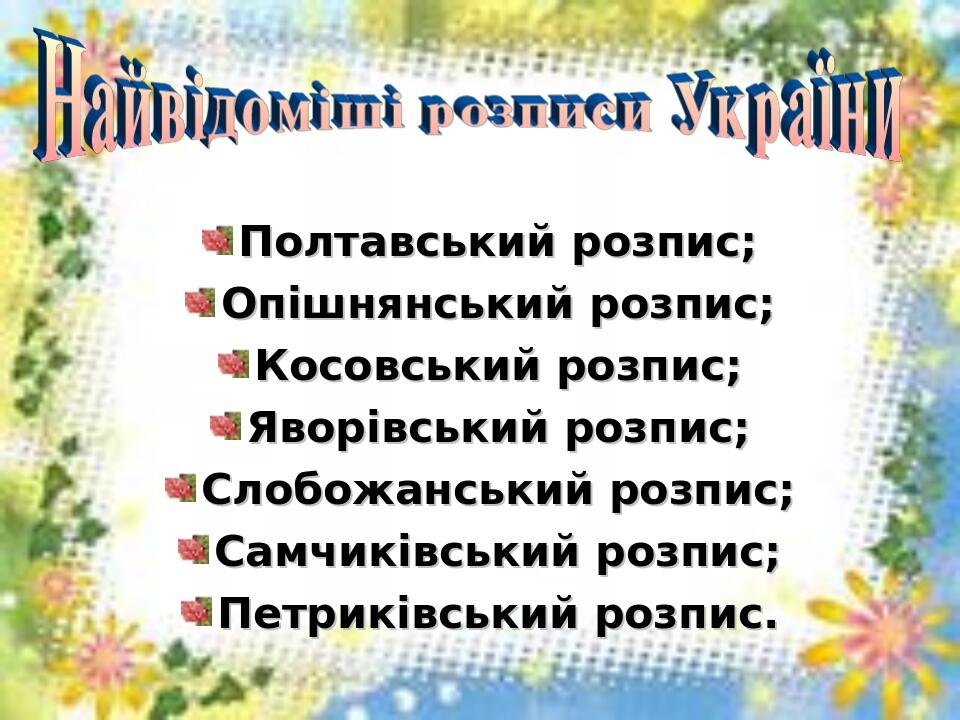 Найвідоміші розписи України
Полтавський розпис;
Опішнянський розпис;
Косовський розпис;
Яворівський розпис;
Слобожанський розпис;
Самчиківський розпис;
Петриківський розпис.